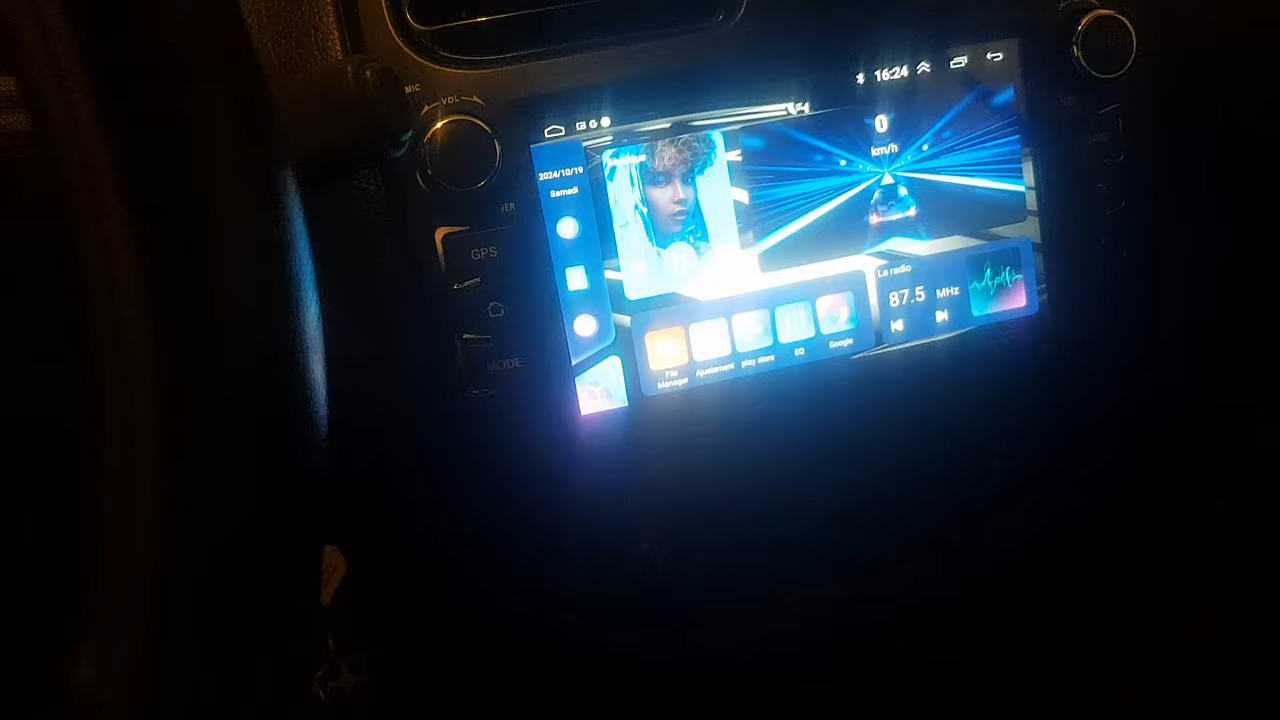 MIC
VOL
GPS
MODE
16:24
2024/10/19
Samedi
0
km/h
La radio
87.5 MHz
File Manager
Ajustement
play store
EQ
Google